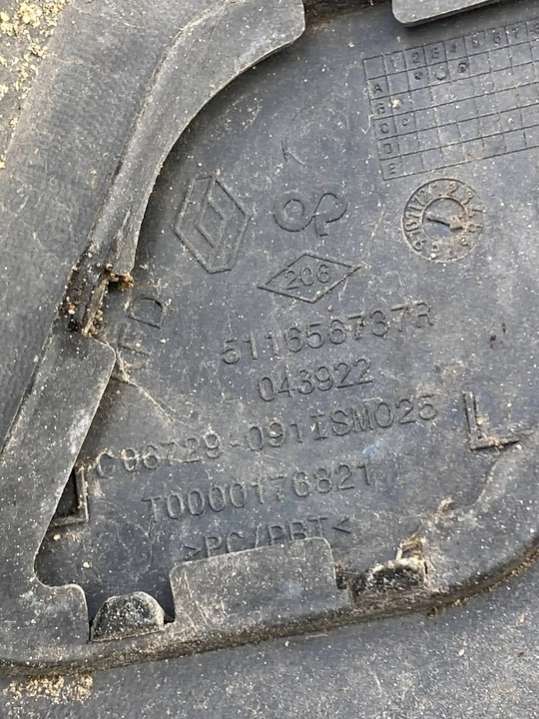 K
206
511656737R
043922
C06729-0911SM025
L
T0000176821
>PC/PBT<